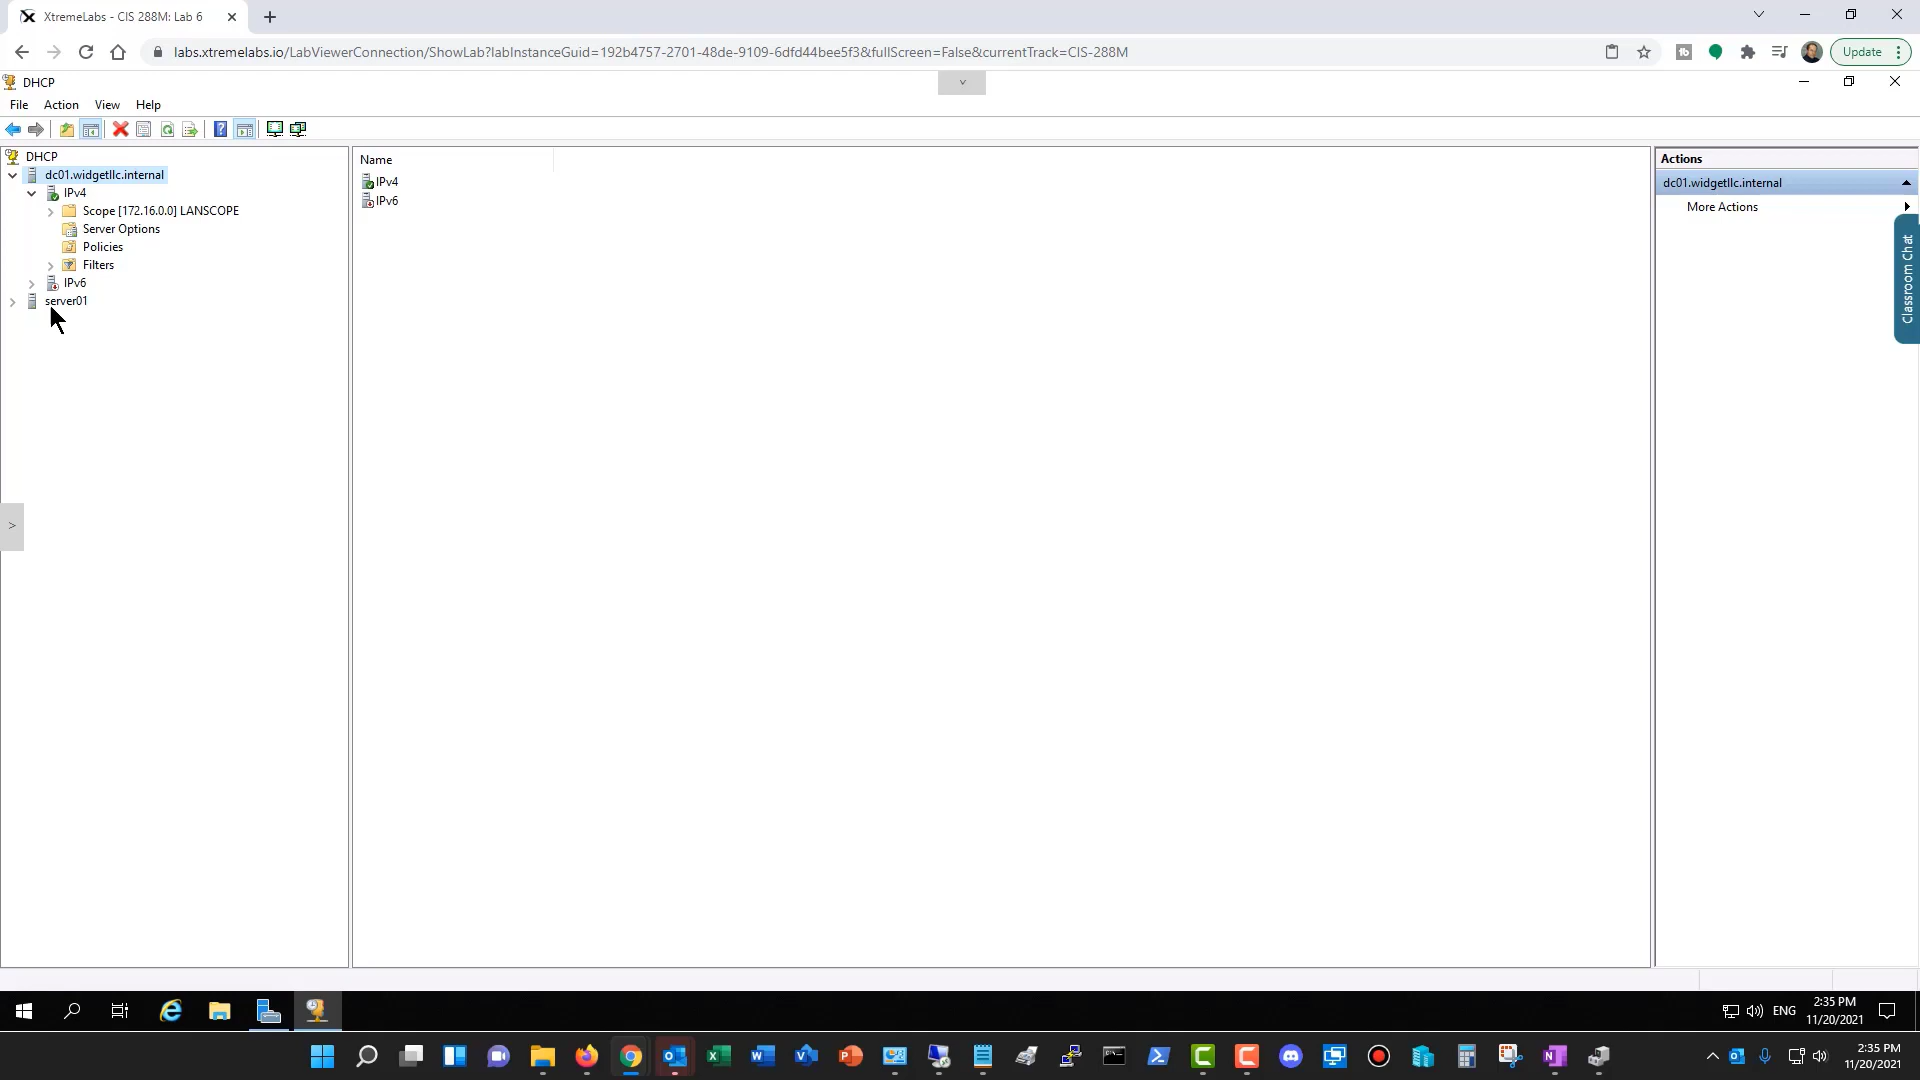 XtremeLabs - CIS 288M: Lab 6
labs.xtremelabs.io/LabViewerConnection/ShowLab?labInstanceGuid=192b4757-2701-48de-9109-6dfd44bee5f3&fullScreen=False&currentTrack=CIS-288M
Update
DHCP
File Action View Help
DHCP
dc01.widgetllc.internal
IPv4
Scope [172.16.0.0] LANSCOPE
Server Options
Policies
Filters
IPv6
server01
Name
IPv4
IPv6
Actions
dc01.widgetllc.internal
More Actions
Classroom Chat
ENG
2:35 PM
11/20/2021
2:35 PM
11/20/2021